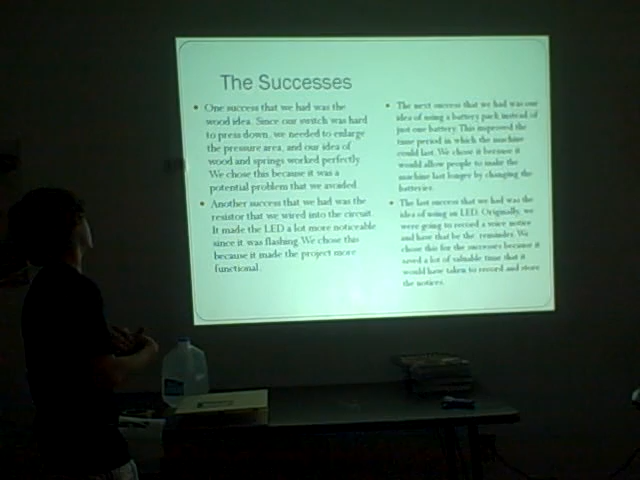 The Successes
One success that we had was the
wood idea. Since our switch was hard
to press down, we needed to enlarge
the pressure area, and our idea of
wood and springs worked perfectly.
We chose this because it was a
potential problem that we avoided.
Another success that we had was the
resistor that we wired into the circuit.
It made the LED a lot more noticeable
since it was flashing. We chose this
because it made the project more
functional.
The next success that we had was our
idea of using a battery pack instead of
just one battery. This improved the
time period in which the machine
could last. We chose it because it
would allow people to make the
machine last longer by changing the
batteries.
The last success that we had was the
idea of using an LED. Originally, we
were going to record a voice notice
and have that be the reminder. We
chose this for the successes because it
saved a lot of valuable time that it
would have taken to record and store
the notices.